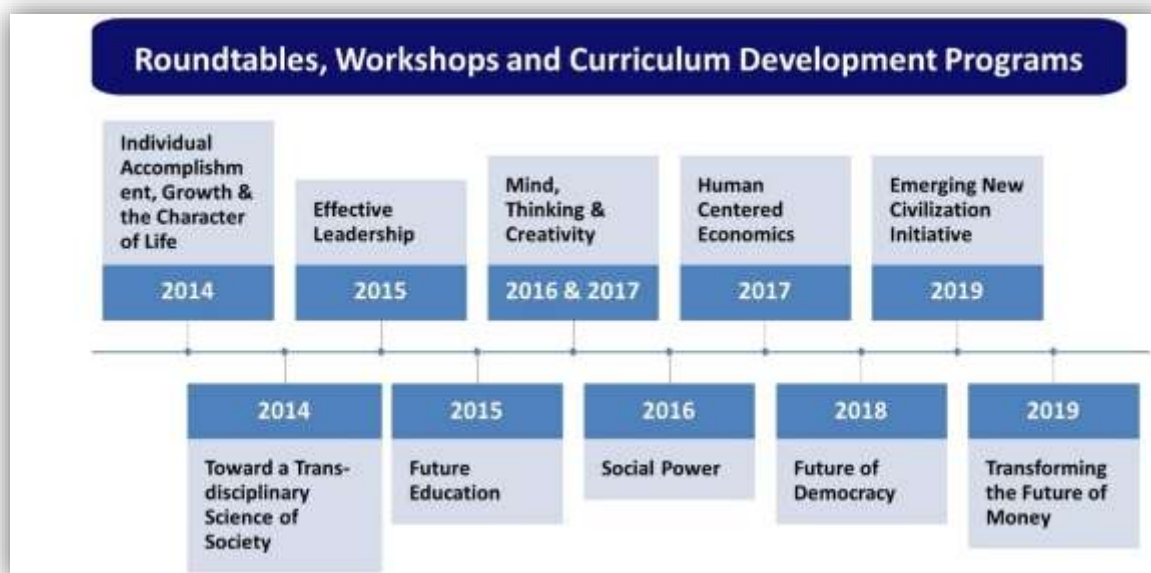 Roundtables, Workshops and Curriculum Development Programs
Individual
Accomplishm
ent, Growth &
the Character
of Life
2014
Effective
Leadership
2015
Mind,
Thinking &
Creativity
2016 & 2017
Human
Centered
Economics
2017
Emerging New
Civilization
Initiative
2019
2014
Toward a Trans-
disciplinary
Science of
Society
2015
Future
Education
2016
Social Power
2018
Future of
Democracy
2019
Transforming
the Future of
Money